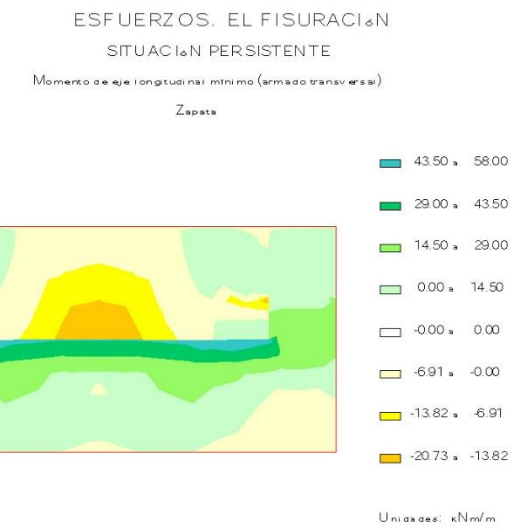 ESFUERZOS. EL FISURACIóN
SITUACIóN PERSISTENTE
Momento de eje longitudinal mínimo (armado transversal)
Zapata
43.50 a 58.00
29.00 a 43.50
14.50 a 29.00
0.00 a 14.50
-0.00 a 0.00
-6.91 a -0.00
-13.82 a -6.91
-20.73 a -13.82
Unidades: kNm/m